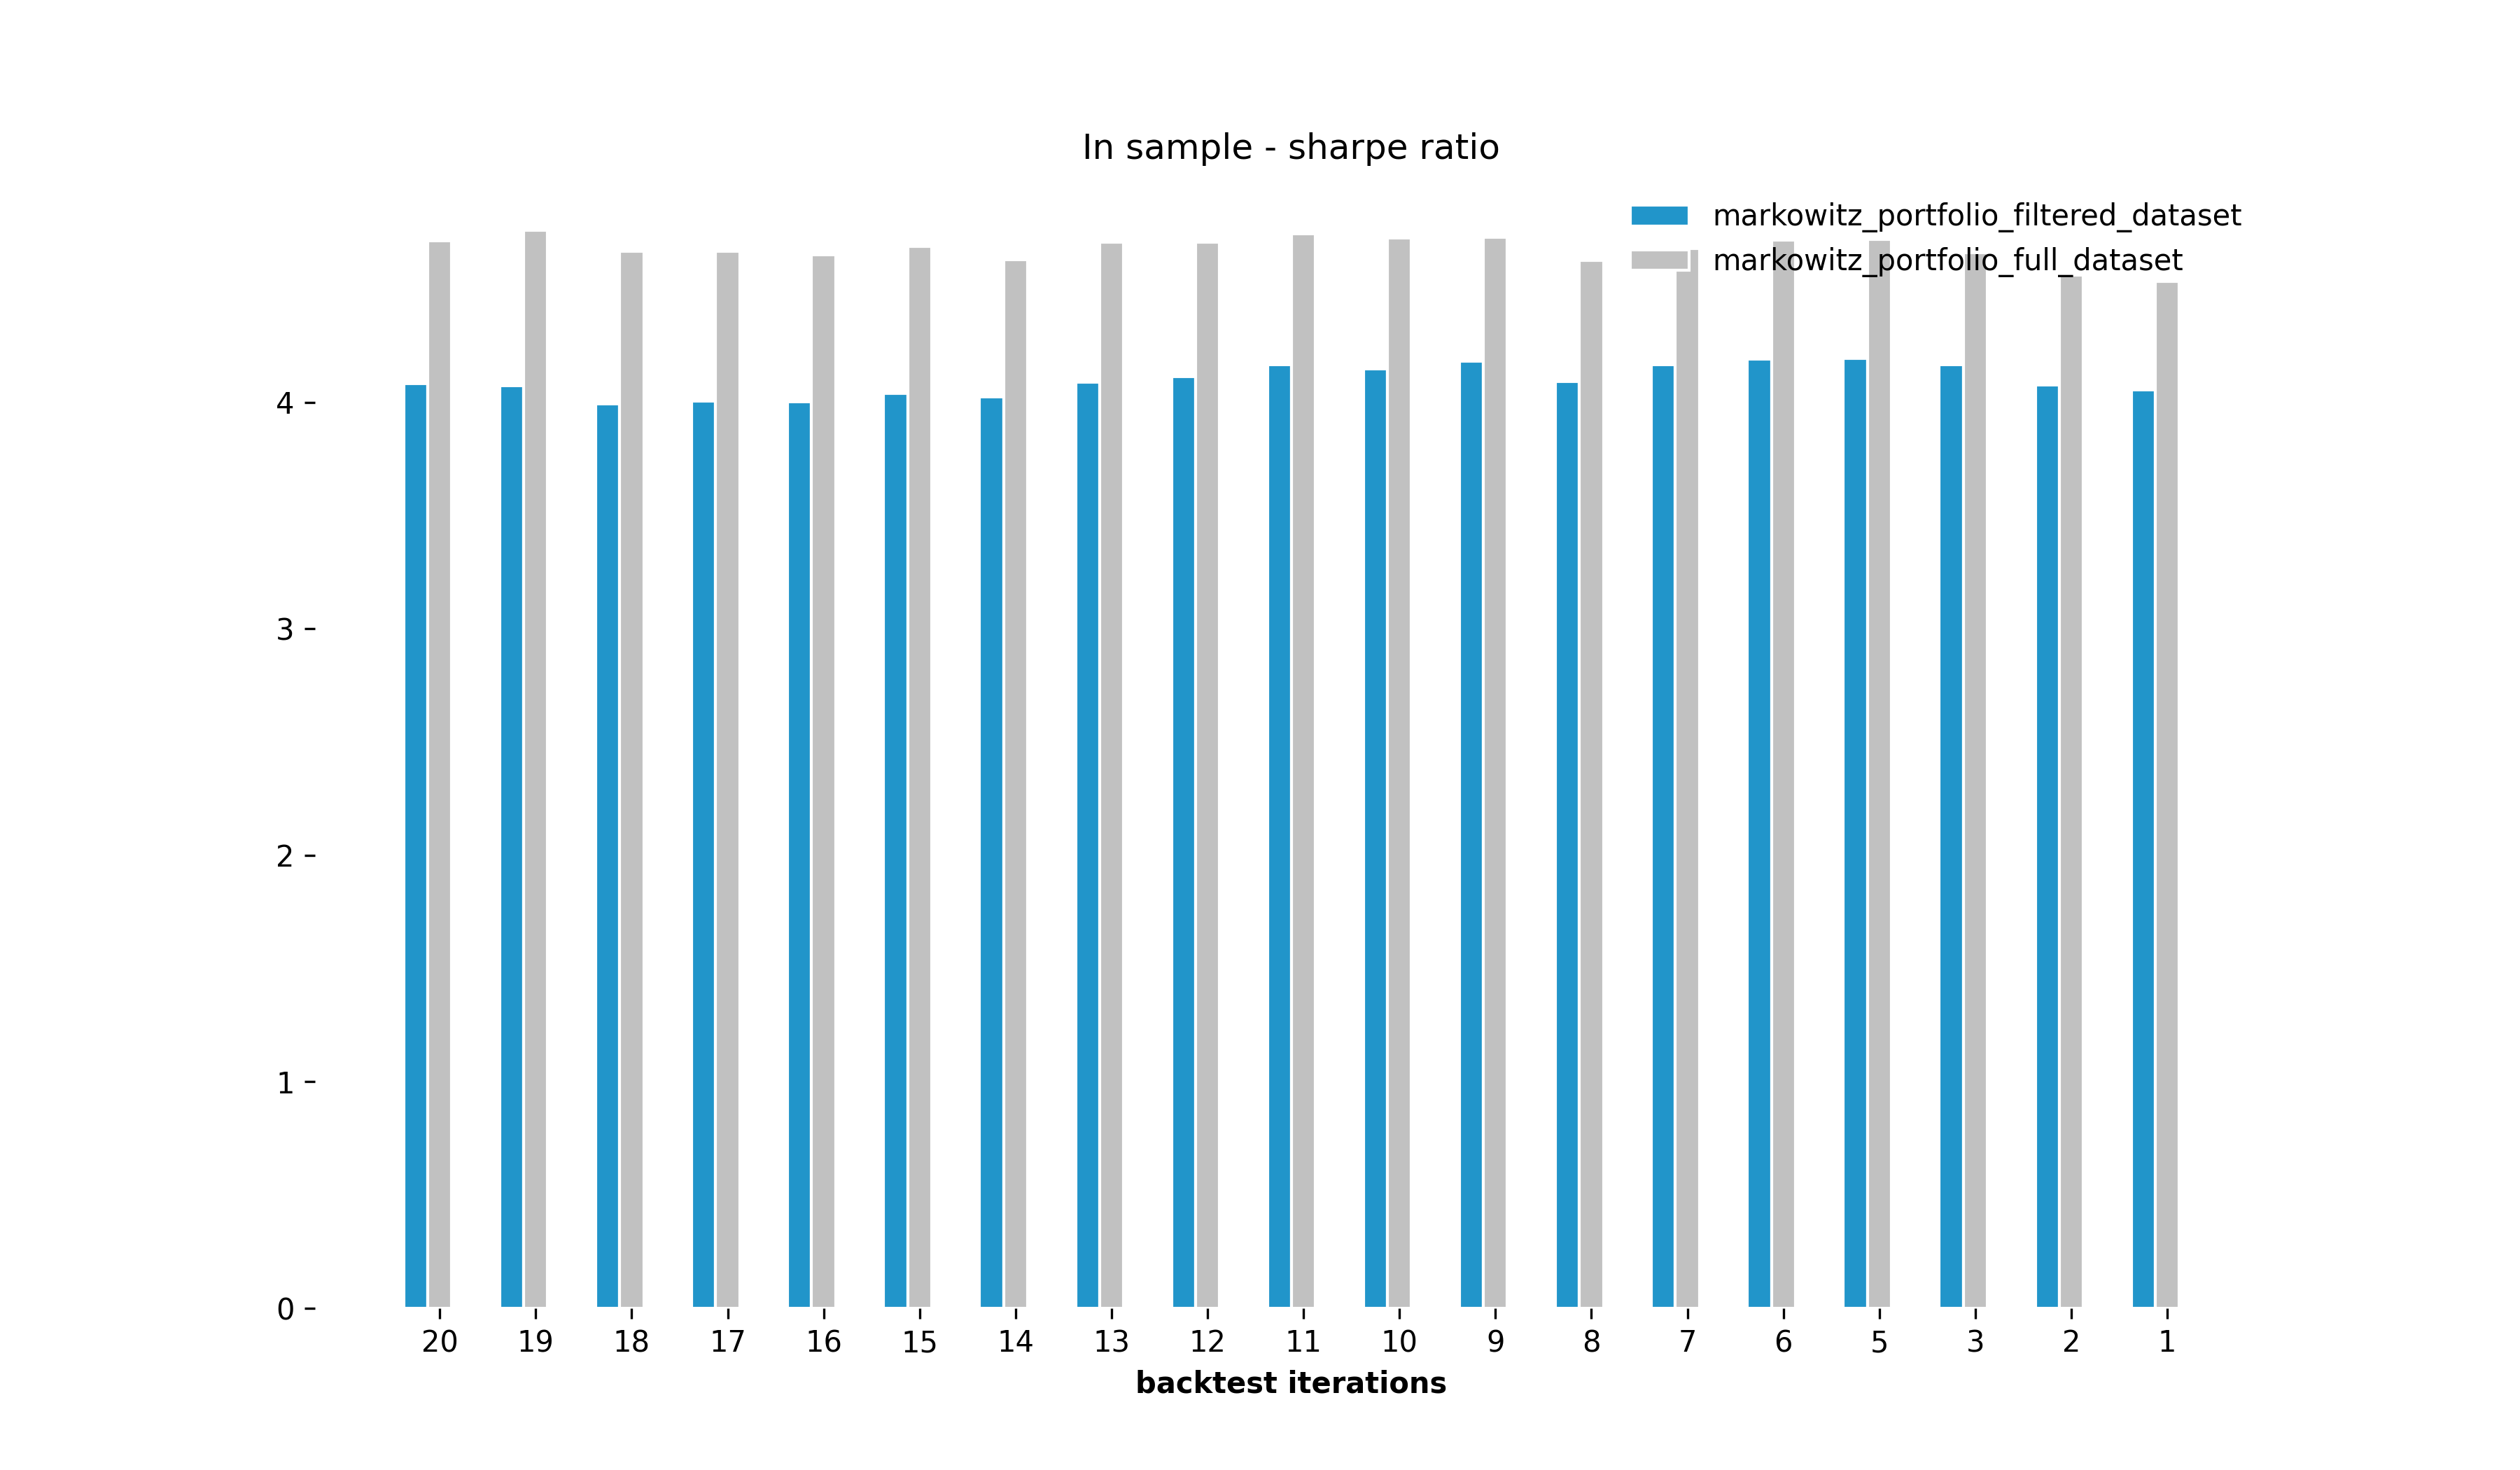 In sample - sharpe ratio
markowitz_portfolio_filtered_dataset
markowitz_portfolio_full_dataset
4
3
2
1
0
20 19 18 17 16 15 14 13 12 11 10 9 8 7 6 5 3 2 1
backtest iterations